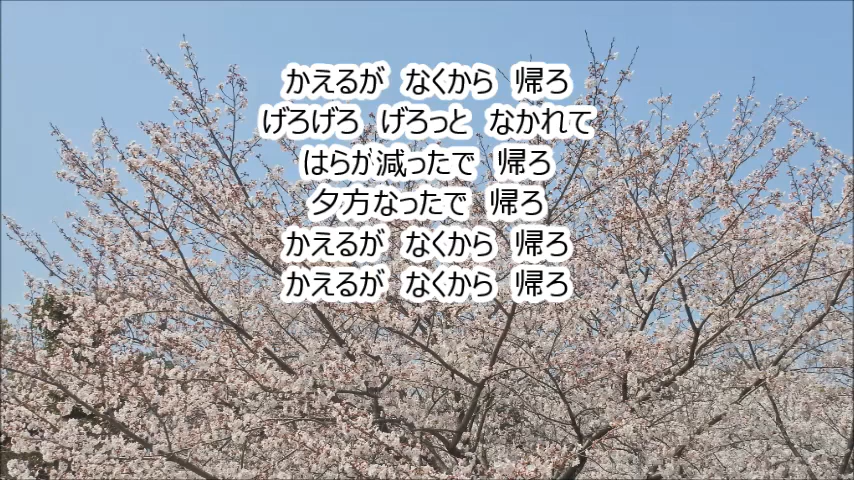 かえるが　なくから　帰ろ
げろげろ　げろっと　なかれて
はらが減ったで　帰ろ
夕方なったで　帰ろ
かえるが　なくから　帰ろ
かえるが　なくから　帰ろ